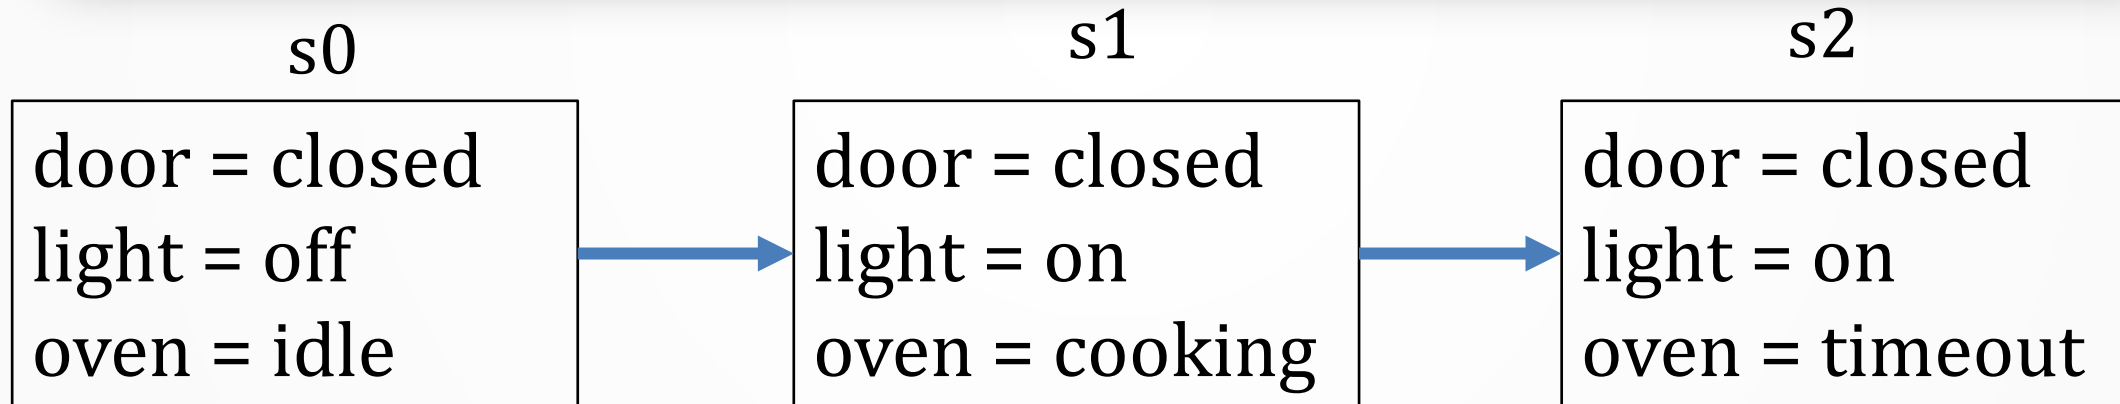 s0
door = closed
light = off
oven = idle
s1
door = closed
light = on
oven = cooking
s2
door = closed
light = on
oven = timeout